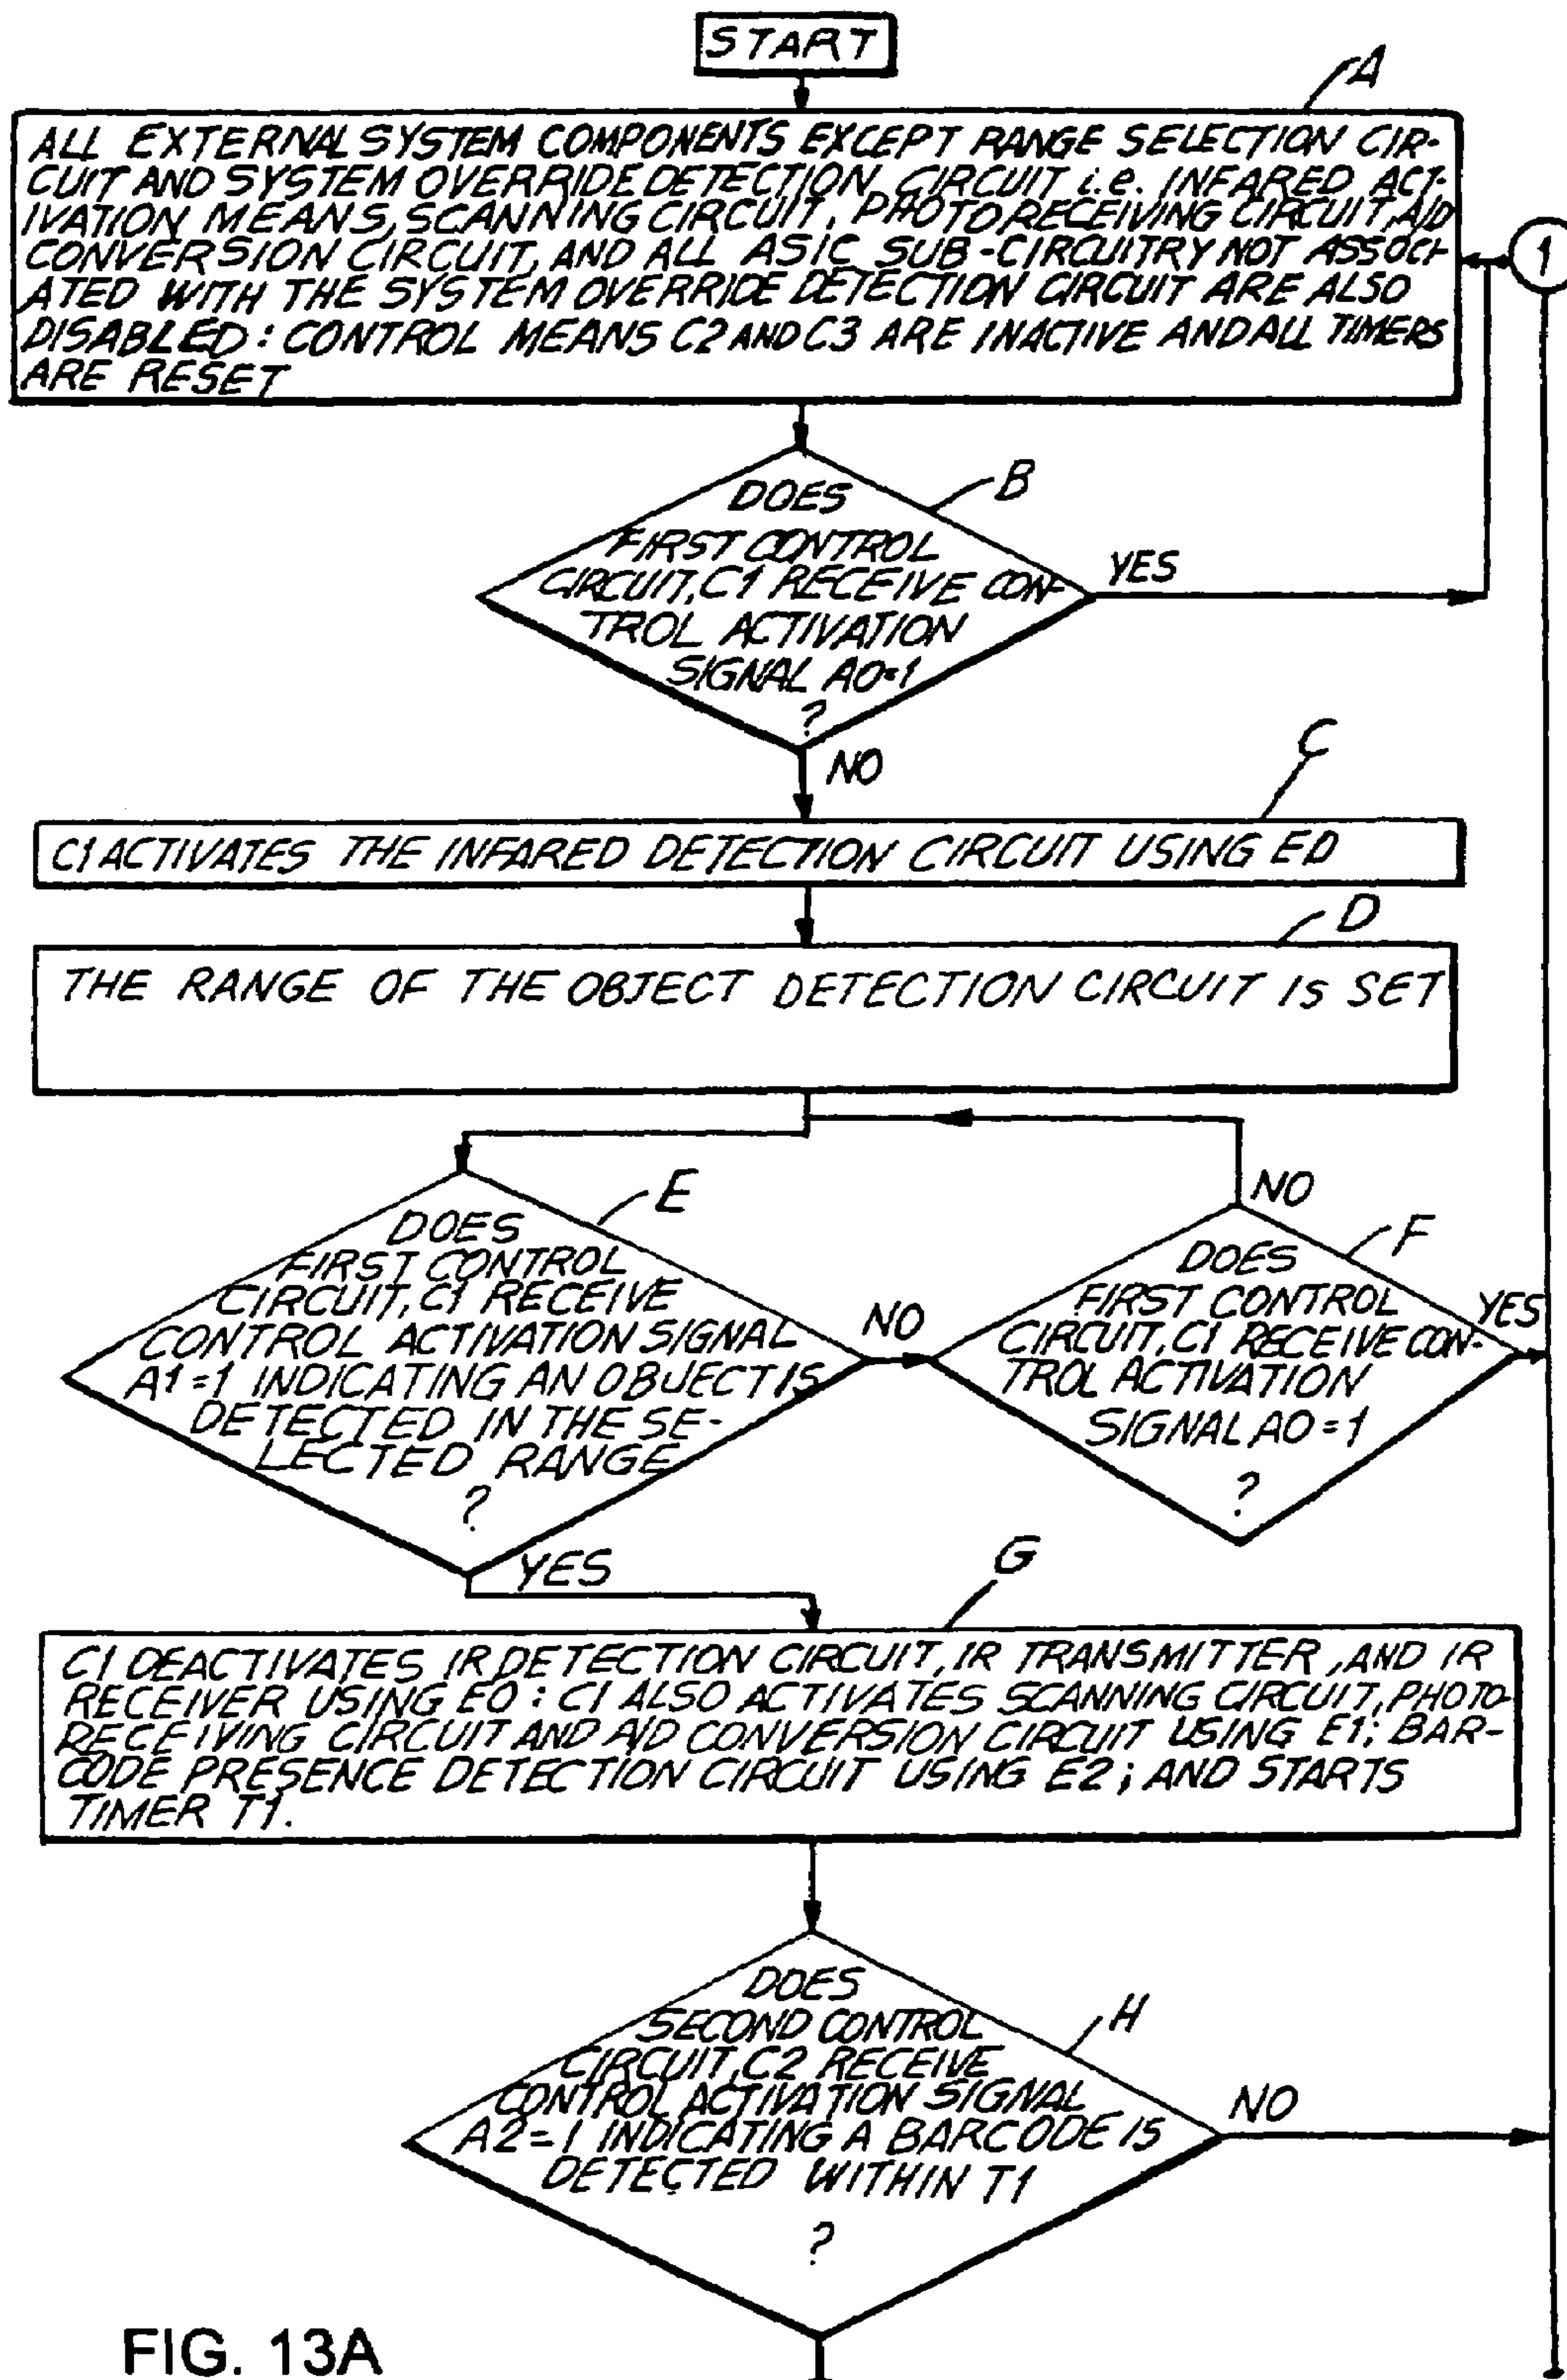 START
A
ALL EXTERNAL SYSTEM COMPONENTS EXCEPT RANGE SELECTION CIR-
CUIT AND SYSTEM OVERRIDE DETECTION CIRCUIT i.e. INFARED ACT-
IVATION MEANS, SCANNING CIRCUIT, PHOTORECEIVING CIRCUIT, A/D
CONVERSION CIRCUIT, AND ALL ASIC SUB-CIRCUITRY NOT ASSOCI-
ATED WITH THE SYSTEM OVERRIDE DETECTION CIRCUIT ARE ALSO
DISABLED: CONTROL MEANS C2 AND C3 ARE INACTIVE AND ALL TIMERS
ARE RESET
1
B
DOES
FIRST CONTROL
CIRCUIT, C1 RECEIVE CON-
TROL ACTIVATION
SIGNAL A0=1
?
YES
NO
C
C1 ACTIVATES THE INFARED DETECTION CIRCUIT USING E0
D
THE RANGE OF THE OBJECT DETECTION CIRCUIT IS SET
E
DOES
FIRST CONTROL
CIRCUIT, C1 RECEIVE
CONTROL ACTIVATION SIGNAL
A1=1 INDICATING AN OBJECT IS
DETECTED IN THE SE-
LECTED RANGE
?
NO
YES
NO
F
DOES
FIRST CONTROL
CIRCUIT, C1 RECEIVE CON-
TROL ACTIVATION
SIGNAL A0=1
?
YES
G
C1 DEACTIVATES IR DETECTION CIRCUIT, IR TRANSMITTER, AND IR
RECEIVER USING E0: C1 ALSO ACTIVATES SCANNING CIRCUIT, PHOTO-
RECEIVING CIRCUIT AND A/D CONVERSION CIRCUIT USING E1; BAR-
CODE PRESENCE DETECTION CIRCUIT USING E2; AND STARTS
TIMER T1.
H
DOES
SECOND CONTROL
CIRCUIT, C2 RECEIVE
CONTROL ACTIVATION SIGNAL
A2=1 INDICATING A BARCODE IS
DETECTED WITHIN T1
?
NO
FIG. 13A